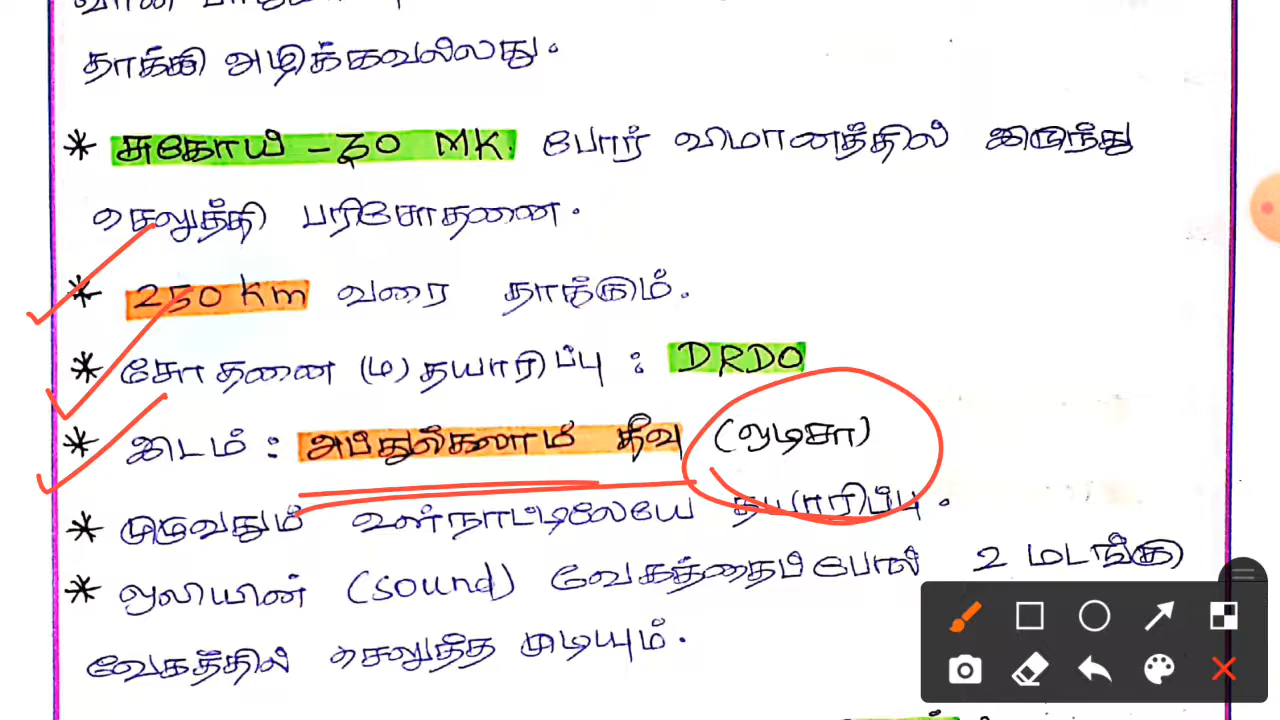 தாக்கி அழிக்கவல்லது.
* சுகோய் - 30 MK. போர் விமானத்தில் இருந்து
செலுத்தி பரிசோதனை.
* 250 km வரை தாக்கும்.
* சோதனை (ம) தயாரிப்பு : DRDO
* இடம் : அப்துல்கலாம் தீவு (ஒடிசா)
* முழுவதும் உள்நாட்டிலேயே தயாரிப்பு.
* ஒலியின் (sound) வேகத்தைப்போல் 2 மடங்கு
வேகத்தில் செலுத்த முடியும்.